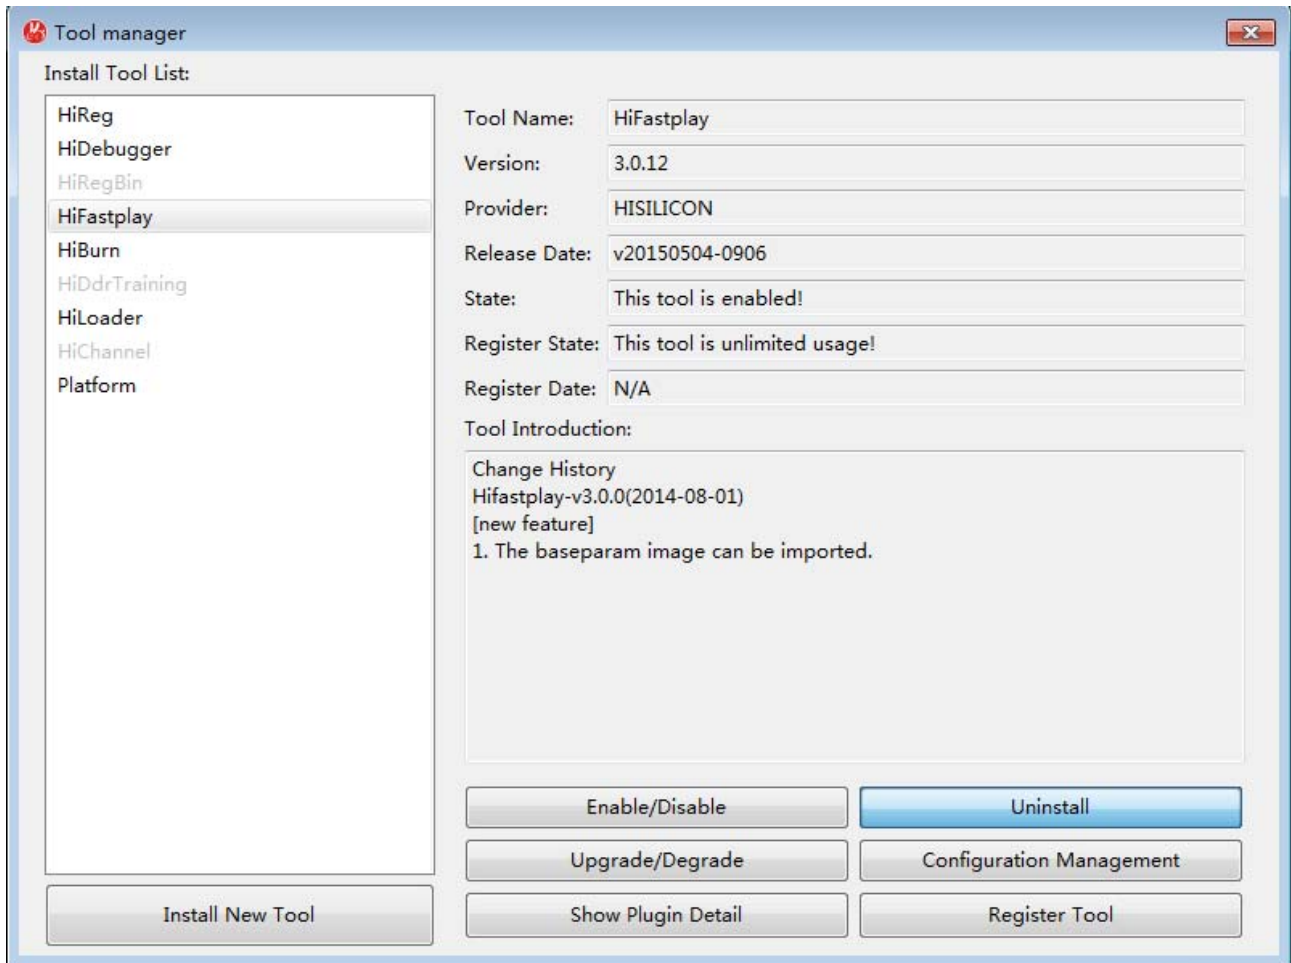 Tool manager
Install Tool List:
HiReg
HiDebugger
HiRegBin
HiFastplay
HiBurn
HiDdrTraining
HiLoader
HiChannel
Platform
Install New Tool
Tool Name: HiFastplay
Version: 3.0.12
Provider: HISILICON
Release Date: v20150504-0906
State: This tool is enabled!
Register State: This tool is unlimited usage!
Register Date: N/A
Tool Introduction:
Change History
Hifastplay-v3.0.0(2014-08-01)
[new feature]
1. The baseparam image can be imported.
Enable/Disable Uninstall
Upgrade/Degrade Configuration Management
Show Plugin Detail Register Tool